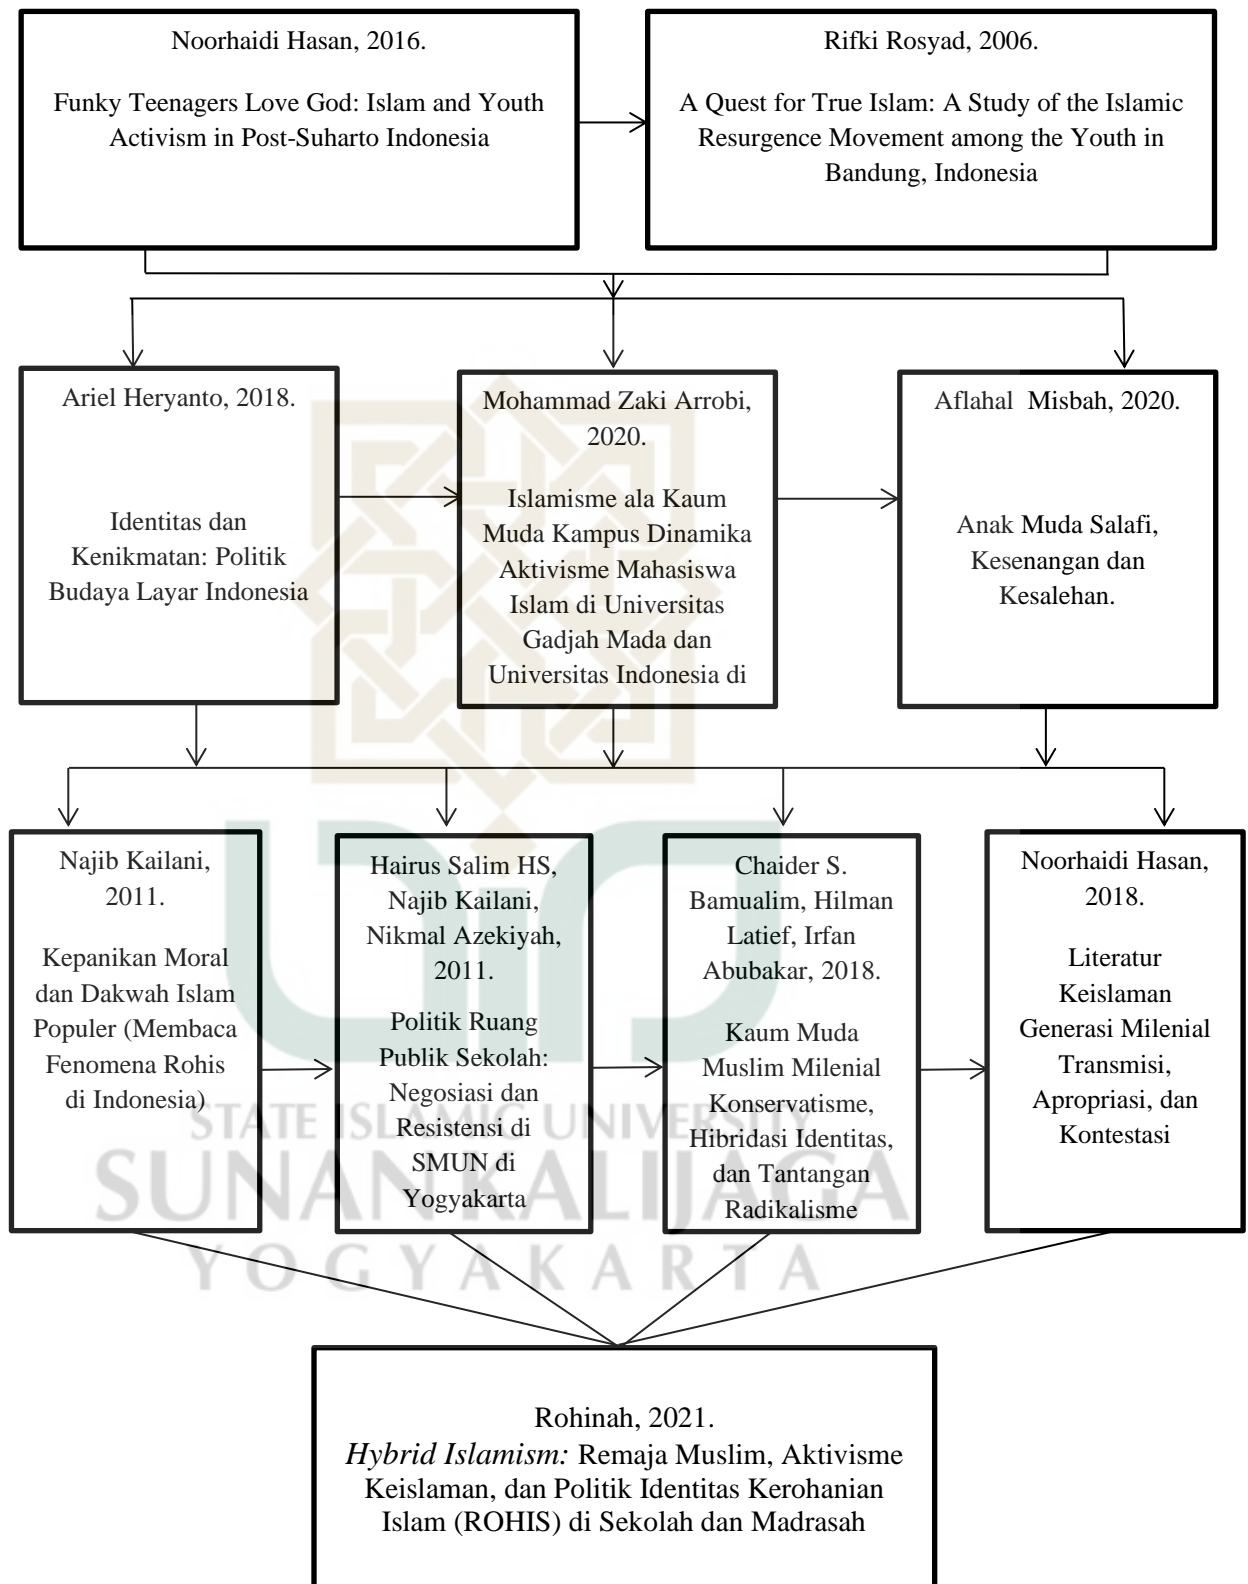 Noorhaidi Hasan, 2016.
Funky Teenagers Love God: Islam and Youth
Activism in Post-Suharto Indonesia
Rifki Rosyad, 2006.
A Quest for True Islam: A Study of the Islamic
Resurgence Movement among the Youth in
Bandung, Indonesia
Ariel Heryanto, 2018.
Identitas dan
Kenikmatan: Politik
Budaya Layar Indonesia
Mohammad Zaki Arrobi,
2020.
Islamisme ala Kaum
Muda Kampus Dinamika
Aktivisme Mahasiswa
Islam di Universitas
Gadjah Mada dan
Universitas Indonesia di
Aflahal Misbah, 2020.
Anak Muda Salafi,
Kesenangan dan
Kesalehan.
Najib Kailani,
2011.
Kepanikan Moral
dan Dakwah Islam
Populer (Membaca
Fenomena Rohis
di Indonesia)
Hairus Salim HS,
Najib Kailani,
Nikmal Azekiyah,
2011.
Politik Ruang
Publik Sekolah:
Negosiasi dan
Resistensi di
SMUN di
Yogyakarta
Chaider S.
Bamualim, Hilman
Latief, Irfan
Abubakar, 2018.
Kaum Muda
Muslim Milenial
Konservatisme,
Hibridasi Identitas,
dan Tantangan
Radikalisme
Noorhaidi Hasan,
2018.
Literatur
Keislaman
Generasi Milenial
Transmisi,
Apropriasi, dan
Kontestasi
STATE ISLAMIC UNIVERSITY
SUNAN KALIJAGA
YOGYAKARTA
Rohinah, 2021.
Hybrid Islamism: Remaja Muslim, Aktivisme
Keislaman, dan Politik Identitas Kerohanian
Islam (ROHIS) di Sekolah dan Madrasah